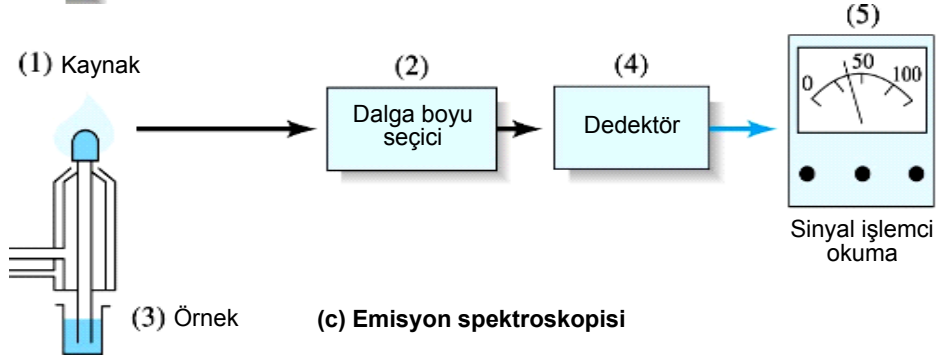 (1) Kaynak
(2)
Dalga boyu
seçici
(4)
Dedektör
(5)
0 50 100
Sinyal işlemci
okuma
(3) Örnek
(c) Emisyon spektroskopisi